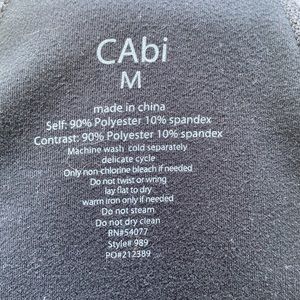 CAbi
M
made in china
Self: 90% Polyester 10% spandex
Contrast: 90% Polyester 10% spandex
Machine wash cold separately
delicate cycle
Only non-chlorine bleach if needed
Do not twist or wring
lay flat to dry
warm iron only if needed
Do not steam
Do not dry clean
RN#54077
Style# 989
PO#212389